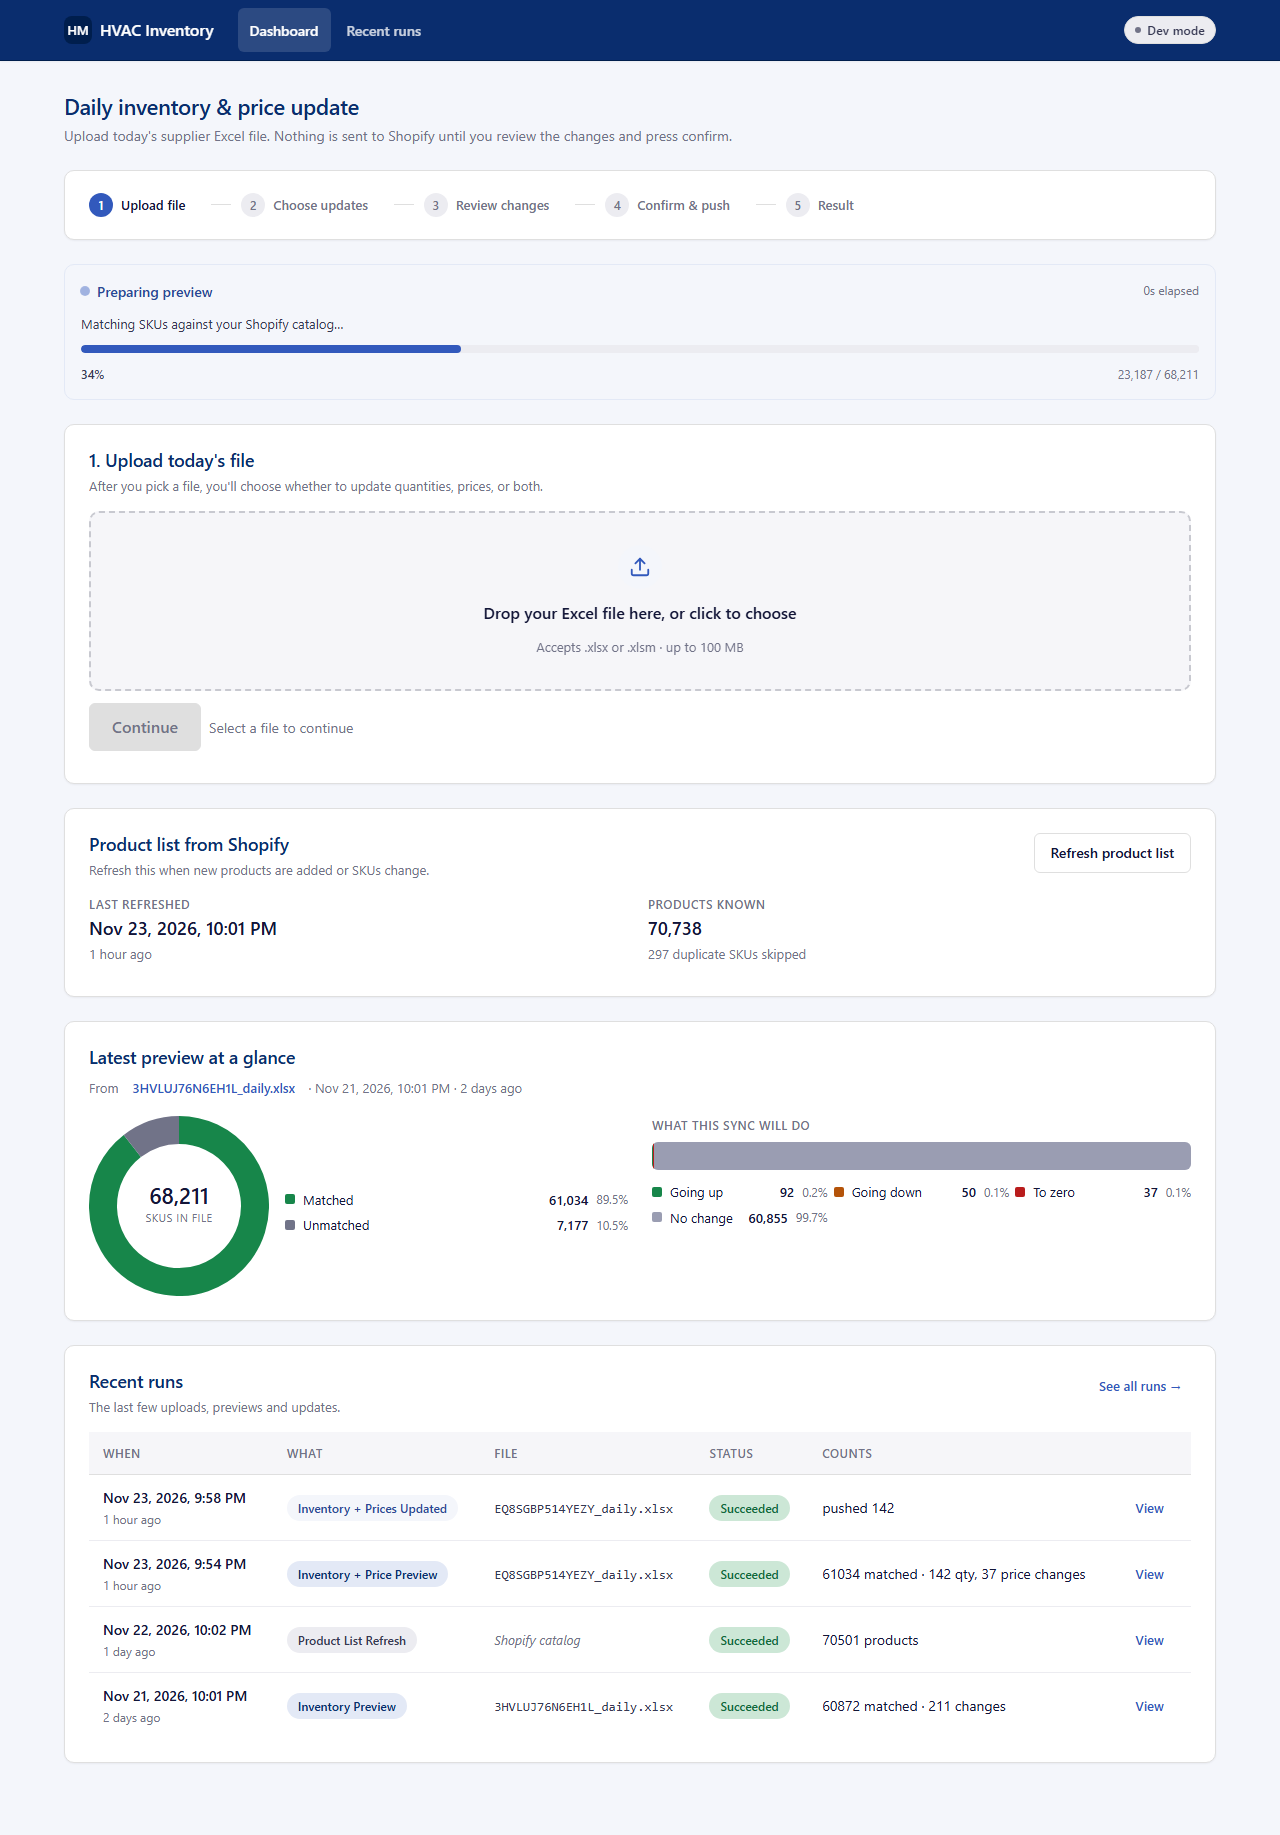 HM HVAC Inventory Dashboard Recent runs Dev mode
Daily inventory & price update
Upload today's supplier Excel file. Nothing is sent to Shopify until you review the changes and press confirm.
1 Upload file 2 Choose updates 3 Review changes 4 Confirm & push 5 Result
Preparing preview 0s elapsed
Matching SKUs against your Shopify catalog...
34% 23,187 / 68,211
1. Upload today's file
After you pick a file, you'll choose whether to update quantities, prices, or both.
Drop your Excel file here, or click to choose
Accepts .xlsx or .xlsm · up to 100 MB
Continue Select a file to continue
Product list from Shopify
Refresh this when new products are added or SKUs change.
Refresh product list
LAST REFRESHED PRODUCTS KNOWN
Nov 23, 2026, 10:01 PM 70,738
1 hour ago 297 duplicate SKUs skipped
Latest preview at a glance
From 3HVLUJ76N6EH1L_daily.xlsx · Nov 21, 2026, 10:01 PM · 2 days ago
68,211
SKUS IN FILE
Matched 61,034 89.5%
Unmatched 7,177 10.5%
WHAT THIS SYNC WILL DO
Going up 92 0.2% Going down 50 0.1% To zero 37 0.1%
No change 60,855 99.7%
Recent runs
The last few uploads, previews and updates.
See all runs →
WHEN WHAT FILE STATUS COUNTS
Nov 23, 2026, 9:58 PM
1 hour ago
Inventory + Prices Updated EQ8SGBP514YEZY_daily.xlsx Succeeded pushed 142 View
Nov 23, 2026, 9:54 PM
1 hour ago
Inventory + Price Preview EQ8SGBP514YEZY_daily.xlsx Succeeded 61034 matched · 142 qty, 37 price changes View
Nov 22, 2026, 10:02 PM
1 day ago
Product List Refresh Shopify catalog Succeeded 70501 products View
Nov 21, 2026, 10:01 PM
2 days ago
Inventory Preview 3HVLUJ76N6EH1L_daily.xlsx Succeeded 60872 matched · 211 changes View